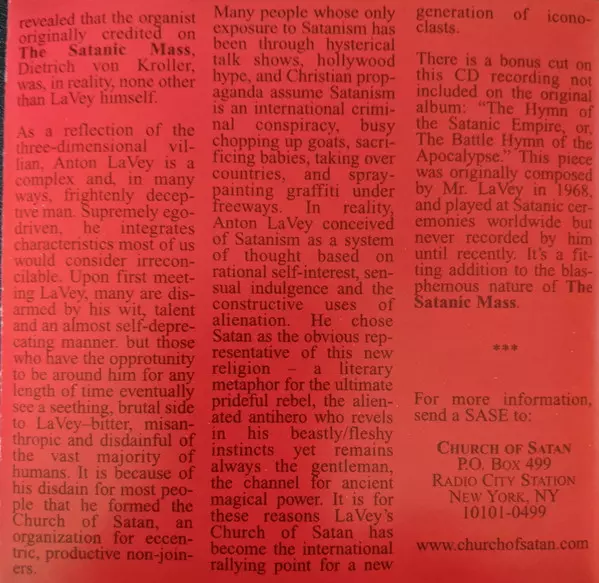 revealed that the organist
originally credited on
The Satanic Mass,
Dietrich von Kroller,
was, in reality, none other
than LaVey himself.
As a reflection of the
three-dimensional vil-
lian, Anton LaVey is a
complex and, in many
ways, frightenly decep-
tive man. Supremely ego-
driven, he integrates
characteristics most of us
would consider irrecon-
cilable. Upon first meet-
ing LaVey, many are dis-
armed by his wit, talent
and an almost self-depre-
cating manner. but those
who have the opprotunity
to be around him for any
length of time eventually
see a seething, brutal side
to LaVey–bitter, misan-
thropic and disdainful of
the vast majority of
humans. It is because of
his disdain for most peo-
ple that he formed the
Church of Satan, an
organization for eccen-
tric, productive non-join-
ers.
Many people whose only
exposure to Satanism has
been through hysterical
talk shows, hollywood
hype, and Christian prop-
aganda assume Satanism
is an international crimi-
nal conspiracy, busy
chopping up goats, sacri-
ficing babies, taking over
countries, and spray-
painting graffiti under
freeways. In reality,
Anton LaVey conceived
of Satanism as a system
of thought based on
rational self-interest, sen-
sual indulgence and the
constructive uses of
alienation. He chose
Satan as the obvious rep-
resentative of this new
religion – a literary
metaphor for the ultimate
prideful rebel, the alien-
ated antihero who revels
in his beastly/fleshy
instincts yet remains
always the gentleman,
the channel for ancient
magical power. It is for
these reasons LaVey's
Church of Satan has
become the international
rallying point for a new
generation of icono-
clasts.
There is a bonus cut on
this CD recording not
included on the original
album: “The Hymn of
the Satanic Empire, or,
The Battle Hymn of the
Apocalypse.” This piece
was originally composed
by Mr. LaVey in 1968,
and played at Satanic cer-
emonies worldwide but
never recorded by him
until recently. It's a fit-
ting addition to the blas-
phemous nature of The
Satanic Mass.
***
For more information,
send a SASE to:
CHURCH OF SATAN
P.O. BOX 499
RADIO CITY STATION
NEW YORK, NY
10101-0499
www.churchofsatan.com